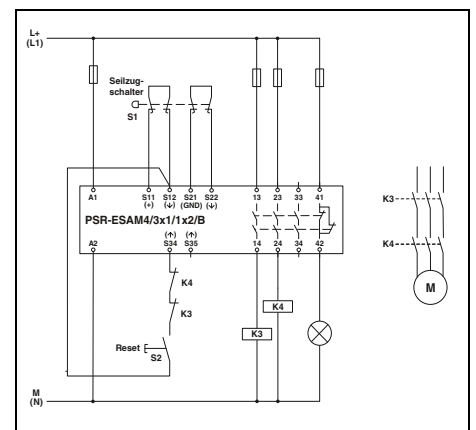 L+
(L1)
Seilzug-
schalter
S1
A1 S11 S12 S21 S22 13 23 33 41
(+) (↓) (GND) (↓)
PSR-ESAM4/3x1/1x2/B
(↑) (↑)
A2 S34 S35 14 24 34 42
K3
K4
M
K4
K3
K4
Reset
S2
K3
M
(N)